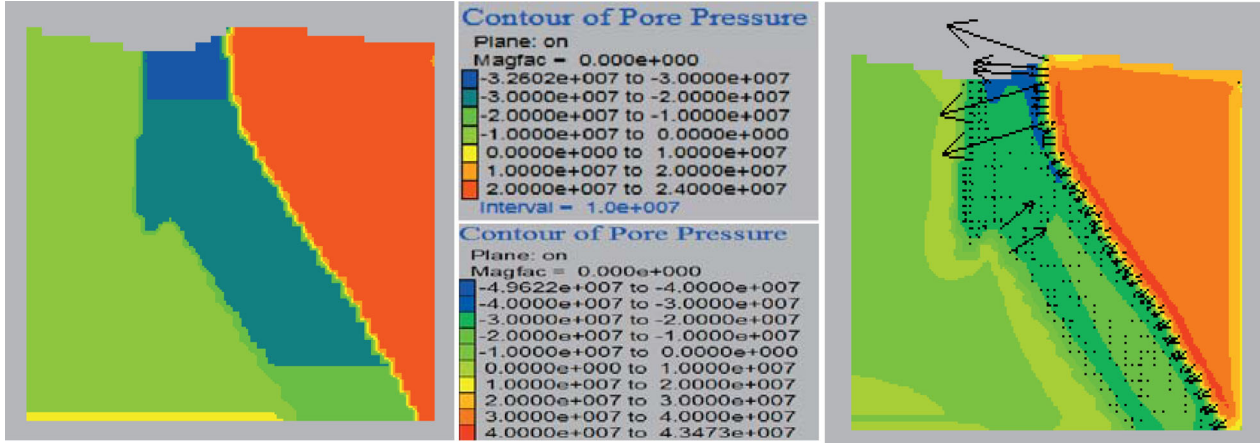 Contour of Pore Pressure
Plane: on
Magfac = 0.000e+000
-3.2602e+007 to -3.0000e+007
-3.0000e+007 to -2.0000e+007
-2.0000e+007 to -1.0000e+007
-1.0000e+007 to 0.0000e+000
0.0000e+000 to 1.0000e+007
1.0000e+007 to 2.0000e+007
2.0000e+007 to 2.4000e+007
Interval = 1.0e+007
Contour of Pore Pressure
Plane: on
Magfac = 0.000e+000
-4.9622e+007 to -4.0000e+007
-4.0000e+007 to -3.0000e+007
-3.0000e+007 to -2.0000e+007
-2.0000e+007 to -1.0000e+007
-1.0000e+007 to 0.0000e+000
0.0000e+000 to 1.0000e+007
1.0000e+007 to 2.0000e+007
2.0000e+007 to 3.0000e+007
3.0000e+007 to 4.0000e+007
4.0000e+007 to 4.3473e+007